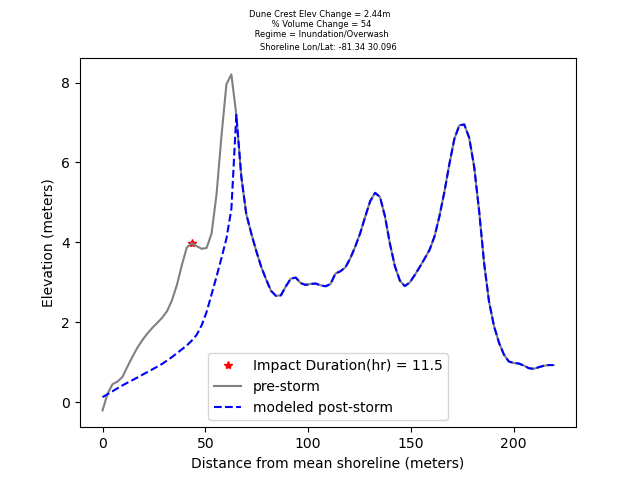 Dune Crest Elev Change = 2.44m
% Volume Change = 54
Regime = Inundation/Overwash
Shoreline Lon/Lat: -81.34 30.096
8
6
4
2
0
Elevation (meters)
Impact Duration(hr) = 11.5
pre-storm
modeled post-storm
0 50 100 150 200
Distance from mean shoreline (meters)